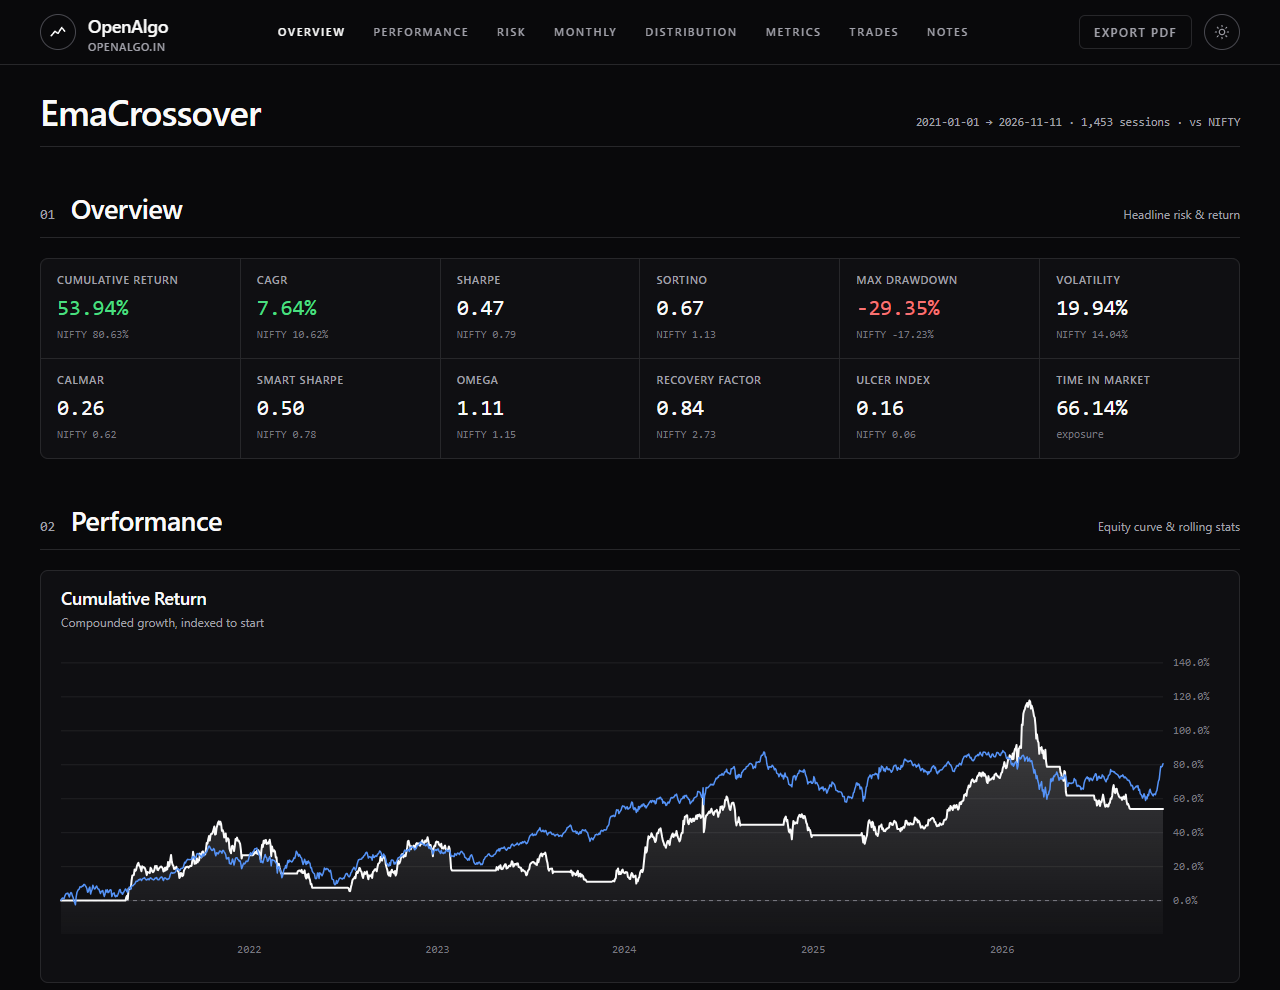 OpenAlgo
OPENALGO.IN
OVERVIEW PERFORMANCE RISK MONTHLY DISTRIBUTION METRICS TRADES NOTES
EXPORT PDF
EmaCrossover
2021-01-01 → 2026-11-11 · 1,453 sessions · vs NIFTY
01 Overview
Headline risk & return
CUMULATIVE RETURN
53.94%
NIFTY 80.63%
CAGR
7.64%
NIFTY 10.62%
SHARPE
0.47
NIFTY 0.79
SORTINO
0.67
NIFTY 1.13
MAX DRAWDOWN
-29.35%
NIFTY -17.23%
VOLATILITY
19.94%
NIFTY 14.04%
CALMAR
0.26
NIFTY 0.62
SMART SHARPE
0.50
NIFTY 0.78
OMEGA
1.11
NIFTY 1.15
RECOVERY FACTOR
0.84
NIFTY 2.73
ULCER INDEX
0.16
NIFTY 0.06
TIME IN MARKET
66.14%
exposure
02 Performance
Equity curve & rolling stats
Cumulative Return
Compounded growth, indexed to start
140.0%
120.0%
100.0%
80.0%
60.0%
40.0%
20.0%
0.0%
2022 2023 2024 2025 2026